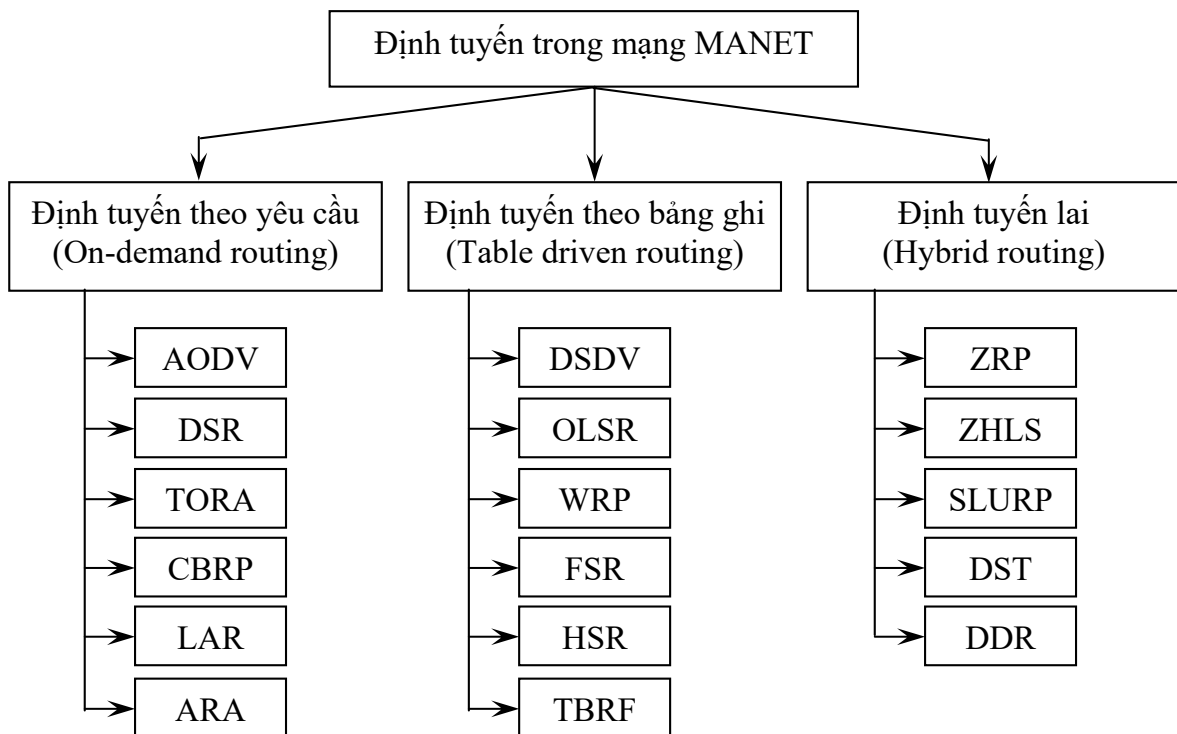 Định tuyến trong mạng MANET
Định tuyến theo yêu cầu
(On-demand routing)
AODV
DSR
TORA
CBRP
LAR
ARA
Định tuyến theo bảng ghi
(Table driven routing)
DSDV
OLSR
WRP
FSR
HSR
TBRF
Định tuyến lai
(Hybrid routing)
ZRP
ZHLS
SLURP
DST
DDR